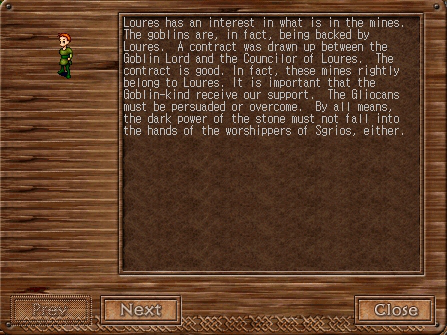 Loures has an interest in what is in the mines.
The goblins are, in fact, being backed by
Loures.  A contract was drawn up between the
Goblin Lord and the Councilor of Loures.  The
contract is good. In fact, these mines rightly
belong to Loures. It is important that the
Goblin-kind receive our support.  The Gliocans
must be persuaded or overcome.  By all means,
the dark power of the stone must not fall into
the hands of the worshippers of Sgrios, either.
Prev Next Close